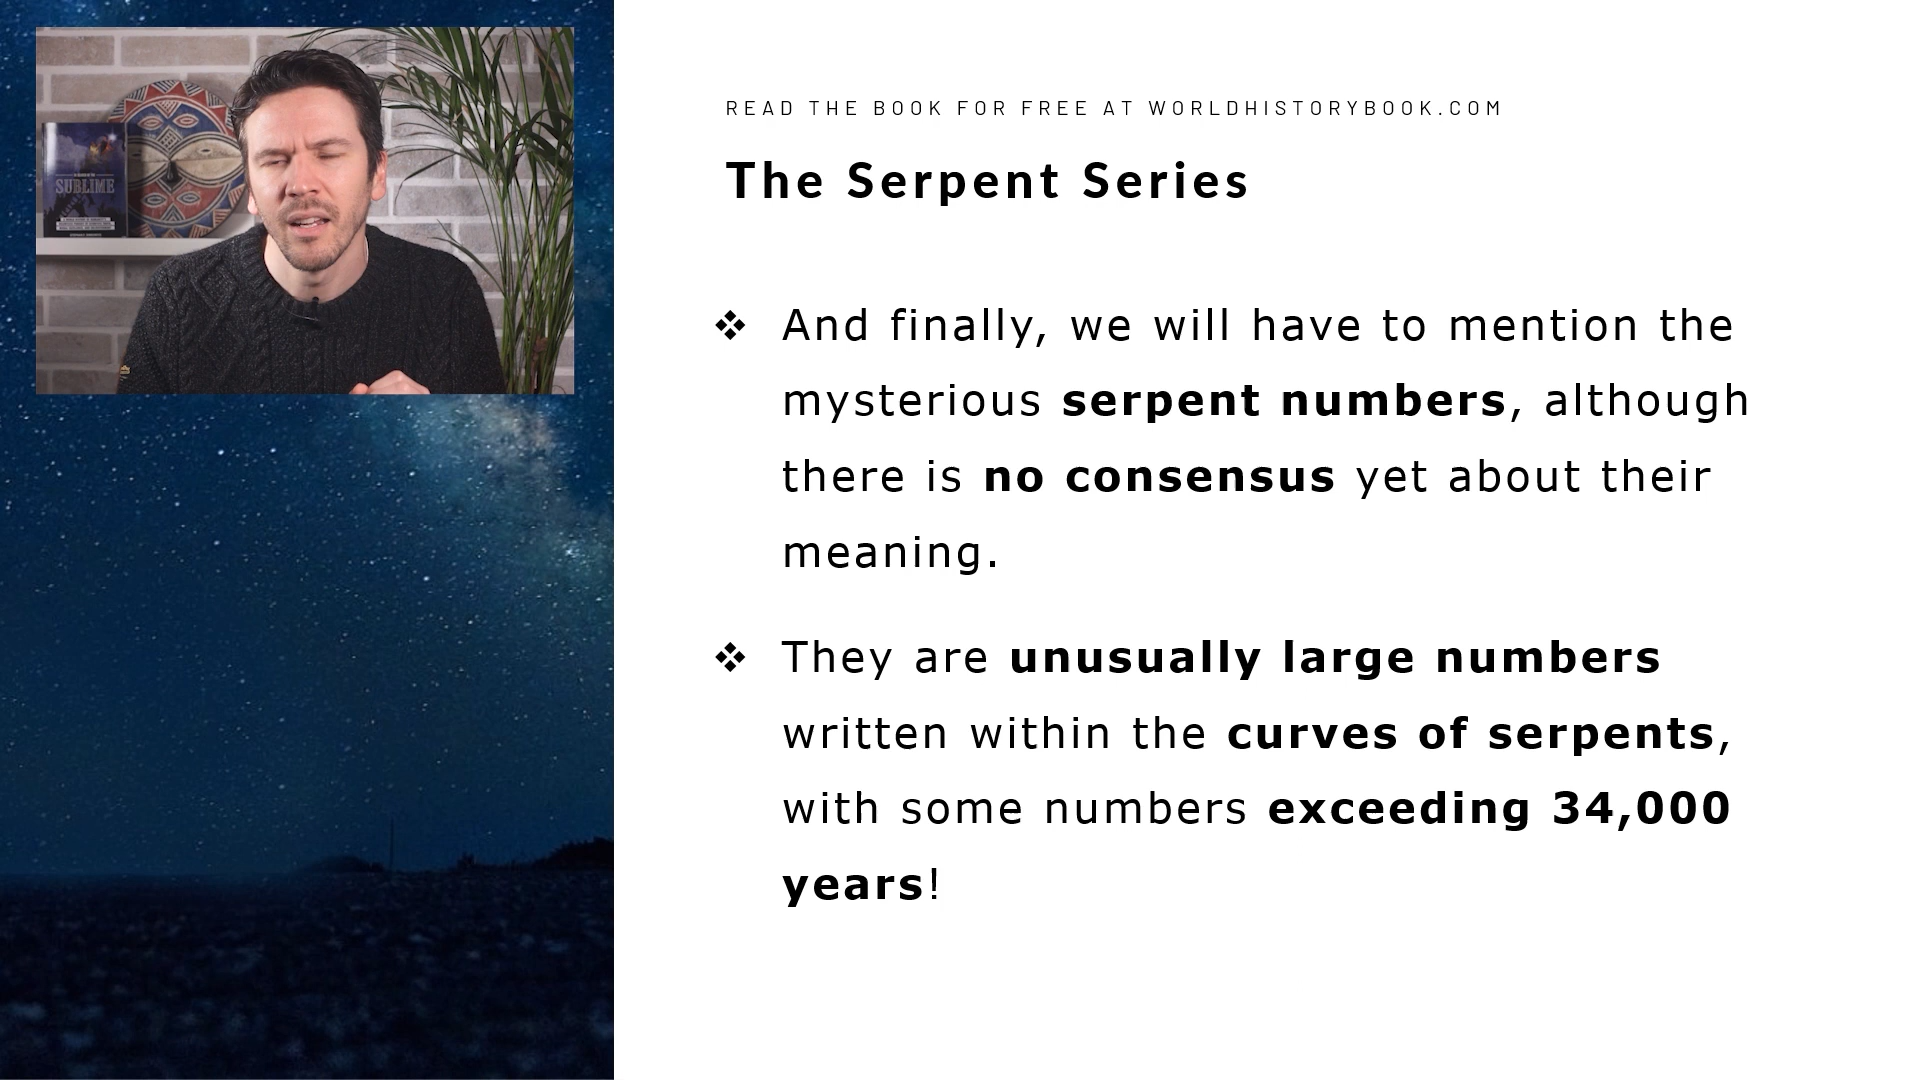 READ THE BOOK FOR FREE AT WORLDHISTORYBOOK.COM
The Serpent Series
❖ And finally, we will have to mention the
mysterious serpent numbers, although
there is no consensus yet about their
meaning.
❖ They are unusually large numbers
written within the curves of serpents,
with some numbers exceeding 34,000
years!
SUBLIME